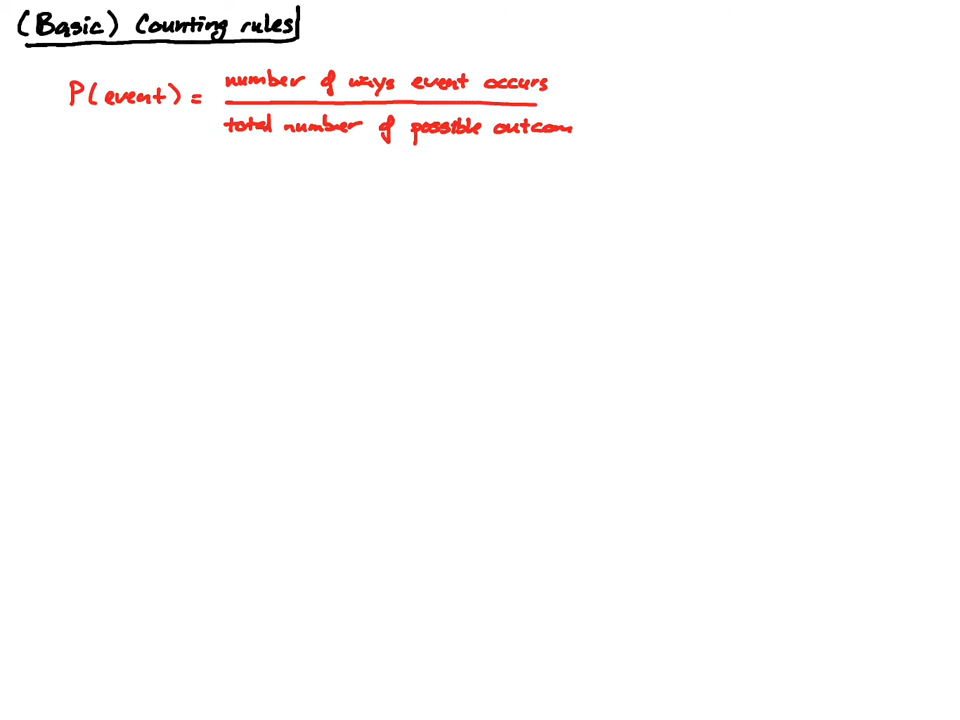 (Basic) Counting rules
P(event) = number of ways event occurs
total number of possible outcom